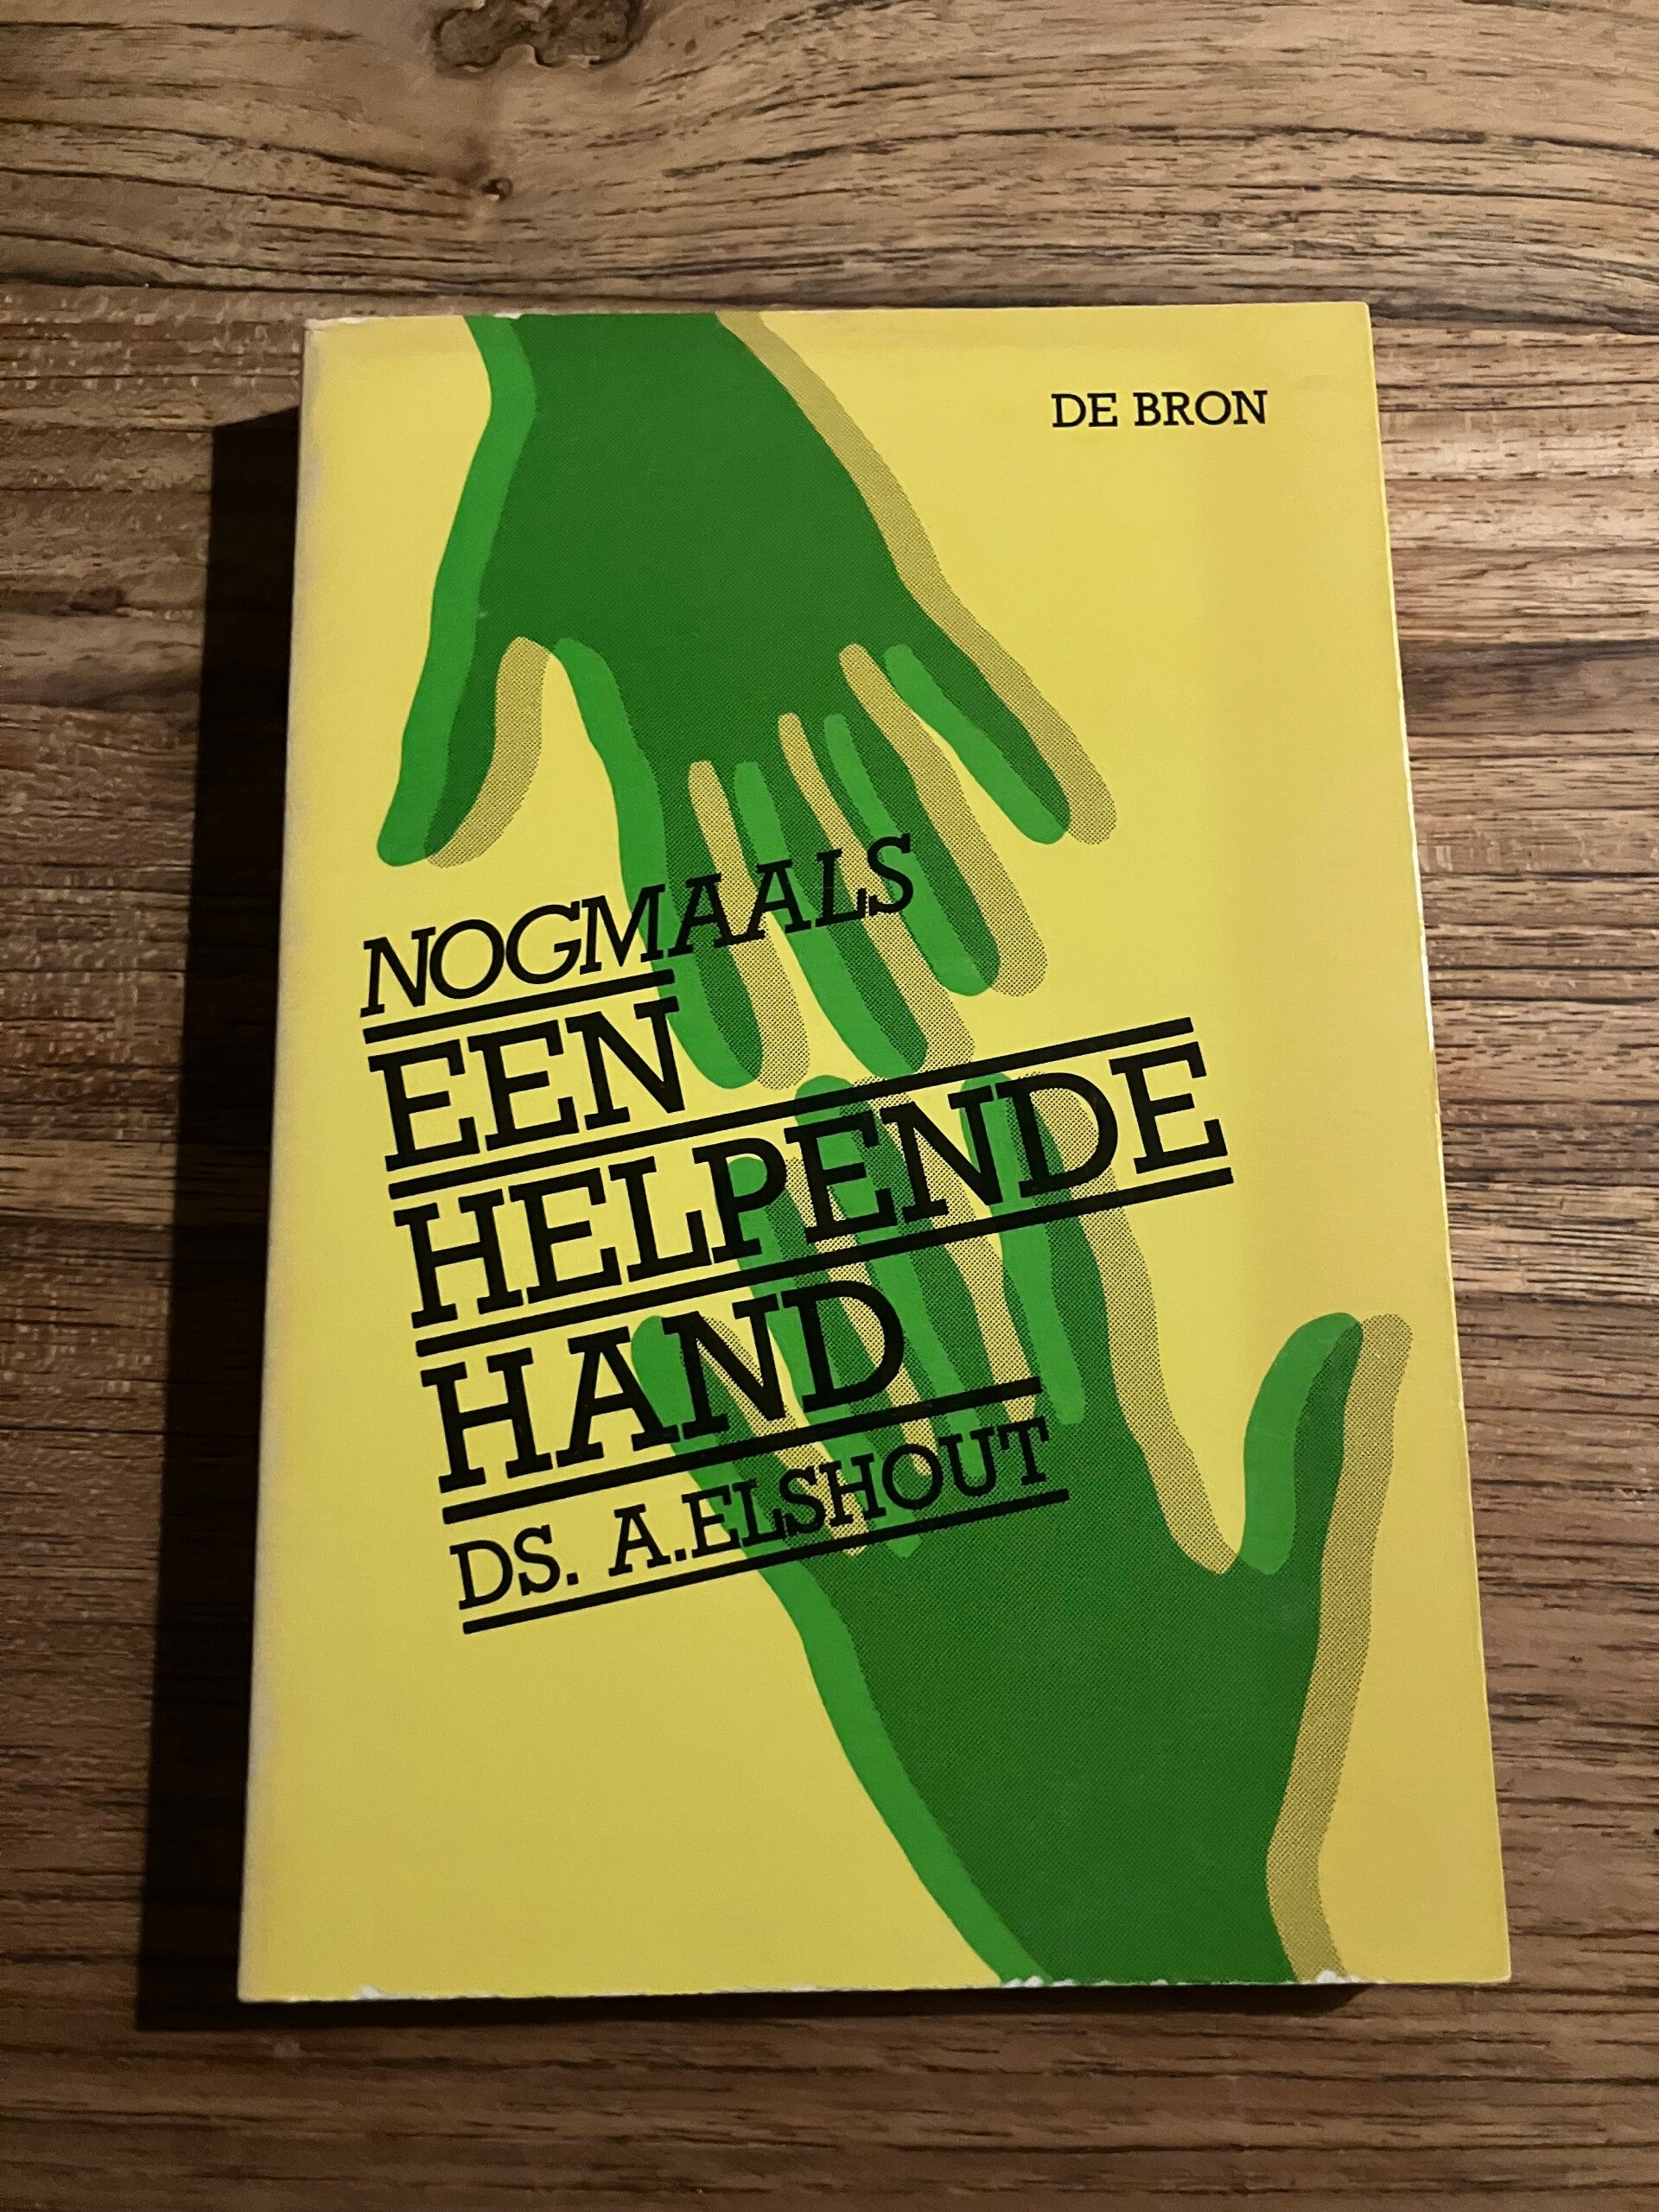 DE BRON
NOGMAALS
EEN
HELPENDE
HAND
DS. A.ELSHOUT